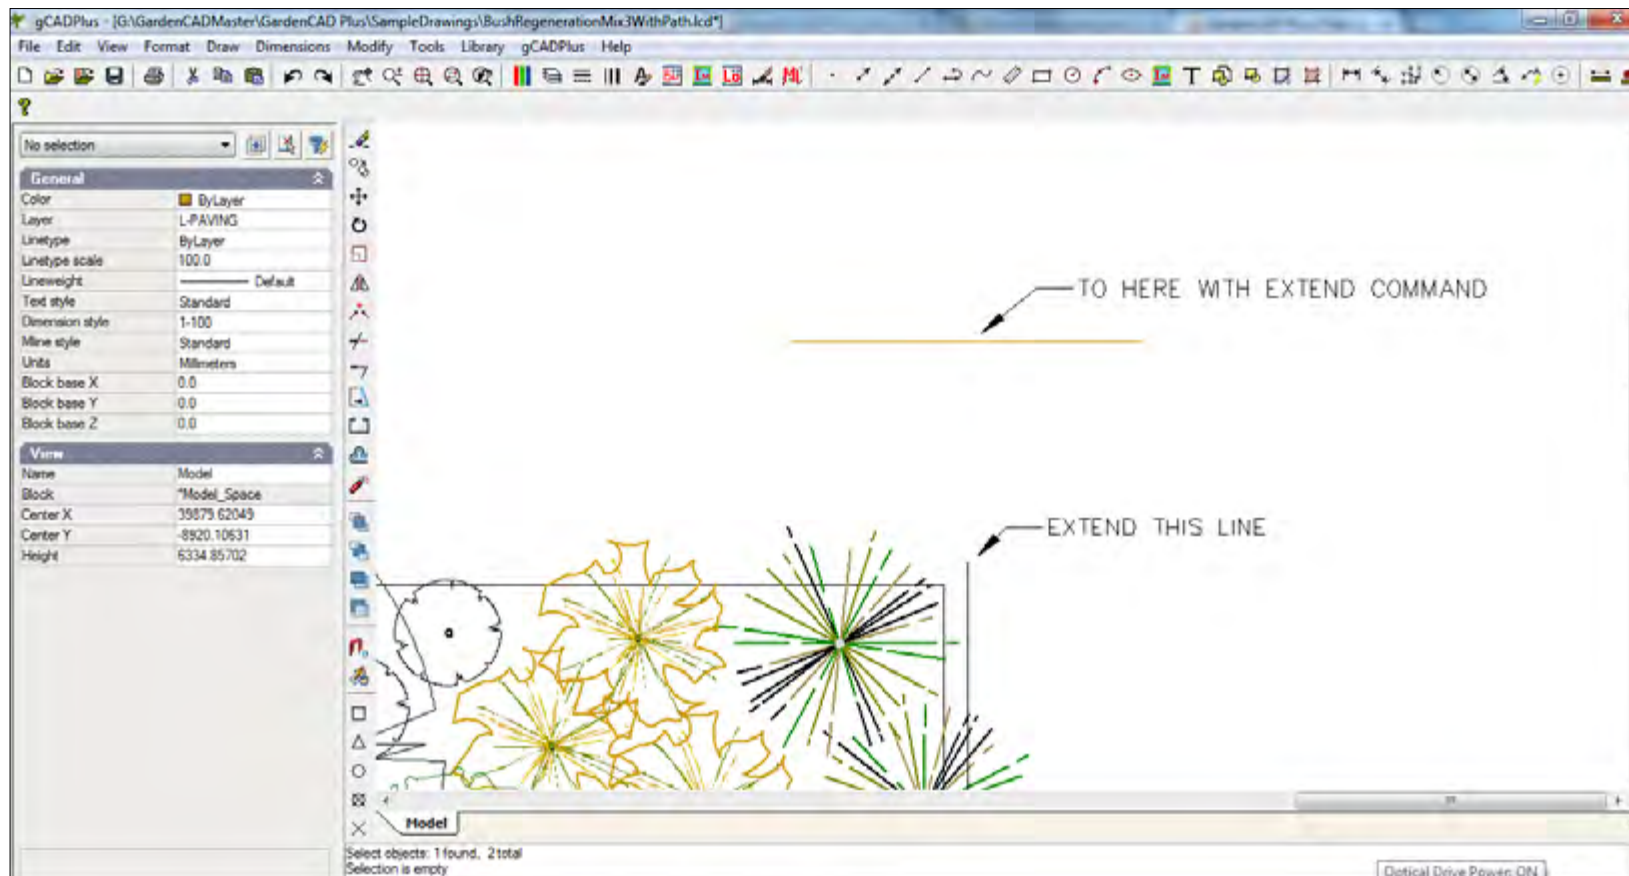 gCADPlus - [G:\GardenCADMaster\GardenCAD Plus\SampleDrawings\BushRegenerationMix3WithPath.lcd*]
File Edit View Format Draw Dimensions Modify Tools Library gCADPlus Help
No selection
General
Color ByLayer
Layer L-PAVING
Linetype ByLayer
Linetype scale 100.0
Lineweight Default
Text style Standard
Dimension style 1-100
Mline style Standard
Units Millimeters
Block base X 0.0
Block base Y 0.0
Block base Z 0.0
View
Name Model
Block *Model_Space
Center X 39879.62049
Center Y -8920.10631
Height 6334.85702
TO HERE WITH EXTEND COMMAND
EXTEND THIS LINE
Model
Select objects: 1 found, 2 total
Selection is empty
Optical Drive Power: ON